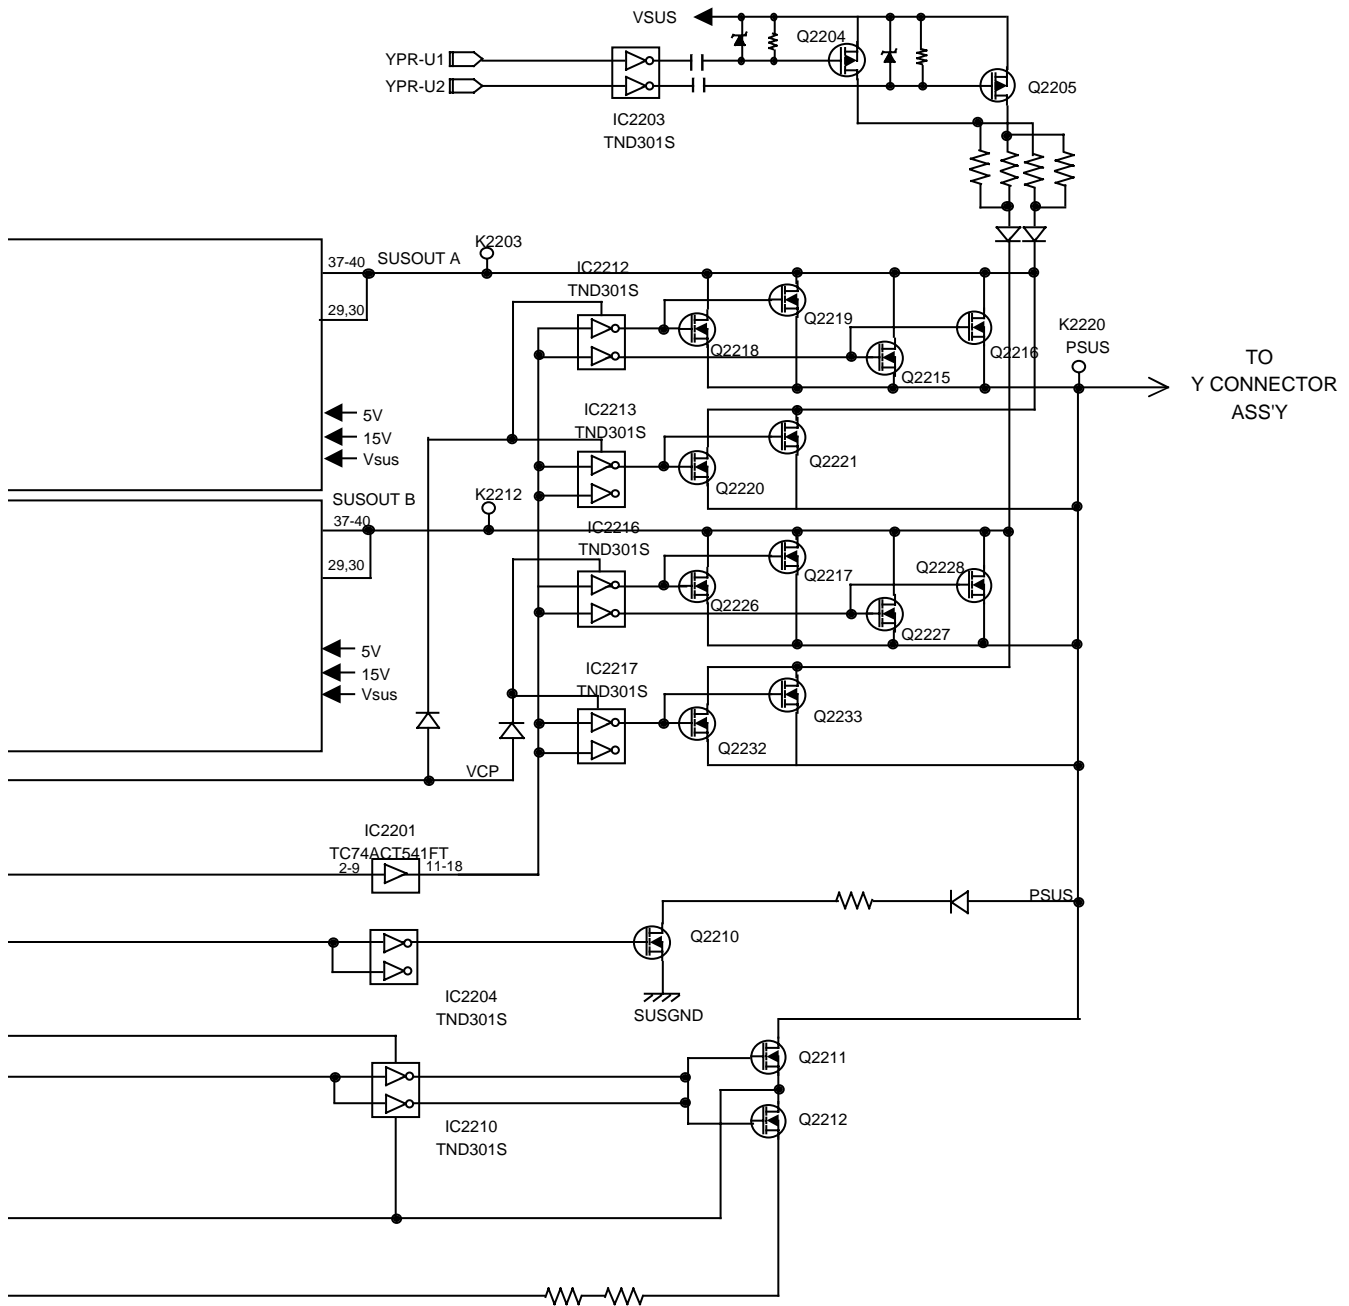 VSUS
Q2204
YPR-U1
YPR-U2
Q2205
IC2203
TND301S
K2203
37-40
SUSOUT A
IC2212
TND301S
29,30
Q2219
Q2218
Q2216
Q2215
K2220
PSUS
TO
Y CONNECTOR
ASS'Y
5V
15V
Vsus
IC2213
TND301S
Q2221
Q2220
SUSOUT B
K2212
37-40
IC2216
TND301S
29,30
Q2217
Q2228
Q2226
Q2227
5V
15V
Vsus
IC2217
TND301S
Q2233
Q2232
VCP
IC2201
TC74ACT541FT
2-9
11-18
PSUS
Q2210
IC2204
TND301S
SUSGND
Q2211
Q2212
IC2210
TND301S